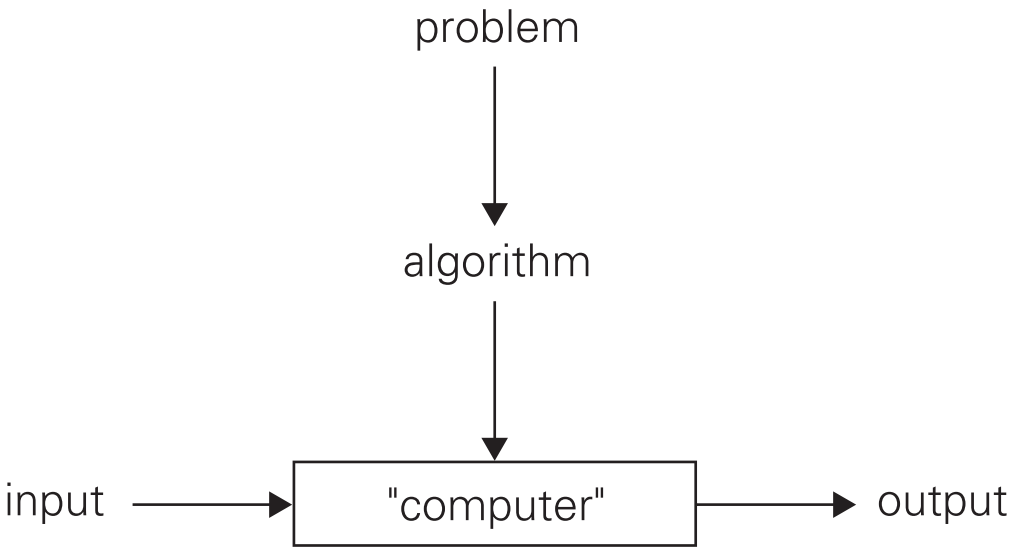 problem
algorithm
input
"computer"
output